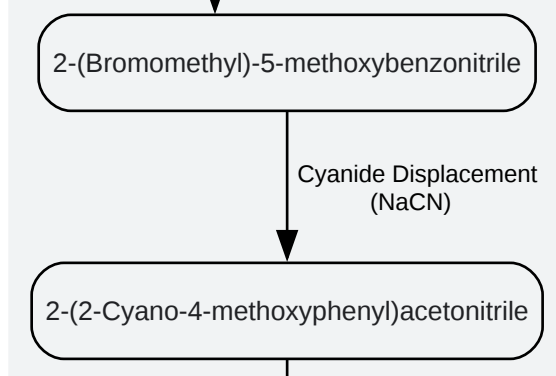 2-(Bromomethyl)-5-methoxybenzonitrile
Cyanide Displacement
(NaCN)
2-(2-Cyano-4-methoxyphenyl)acetonitrile